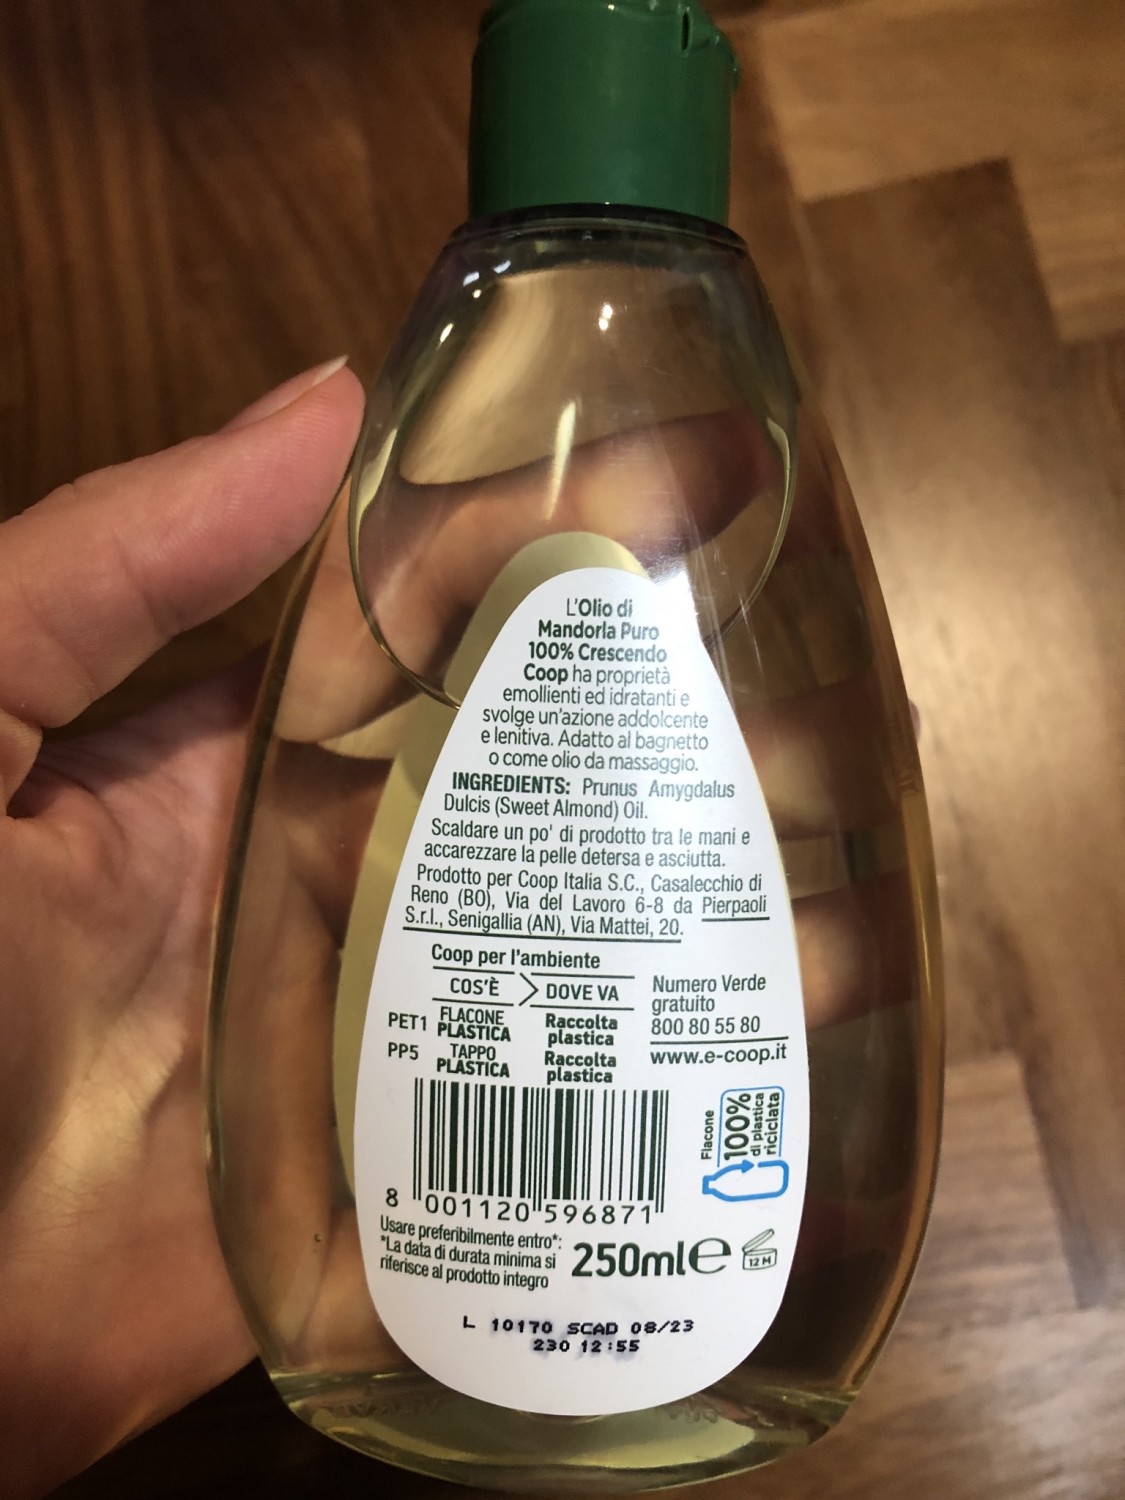 L'Olio di
Mandorla Puro
100% Crescendo
Coop ha proprietà
emollienti ed idratanti e
svolge un'azione addolcente
e lenitiva. Adatto al bagnetto
o come olio da massaggio.
INGREDIENTS: Prunus Amygdalus
Dulcis (Sweet Almond) Oil.
Scaldare un po' di prodotto tra le mani e
accarezzare la pelle detersa e asciutta.
Prodotto per Coop Italia S.C., Casalecchio di
Reno (BO), Via del Lavoro 6-8 da Pierpaoli
S.r.l., Senigallia (AN), Via Mattei, 20.
Coop per l'ambiente
COS'È DOVE VA
PET1 FLACONE PLASTICA Raccolta plastica
PP5 TAPPO PLASTICA Raccolta plastica
Numero Verde
gratuito
800 80 55 80
www.e-coop.it
Flacone
100%
di plastica
riciclata
8 001120 596871
Usare preferibilmente entro*:
*La data di durata minima si
riferisce al prodotto integro
250ml e
12 M
L 10170 SCAD 08/23
230 12:55